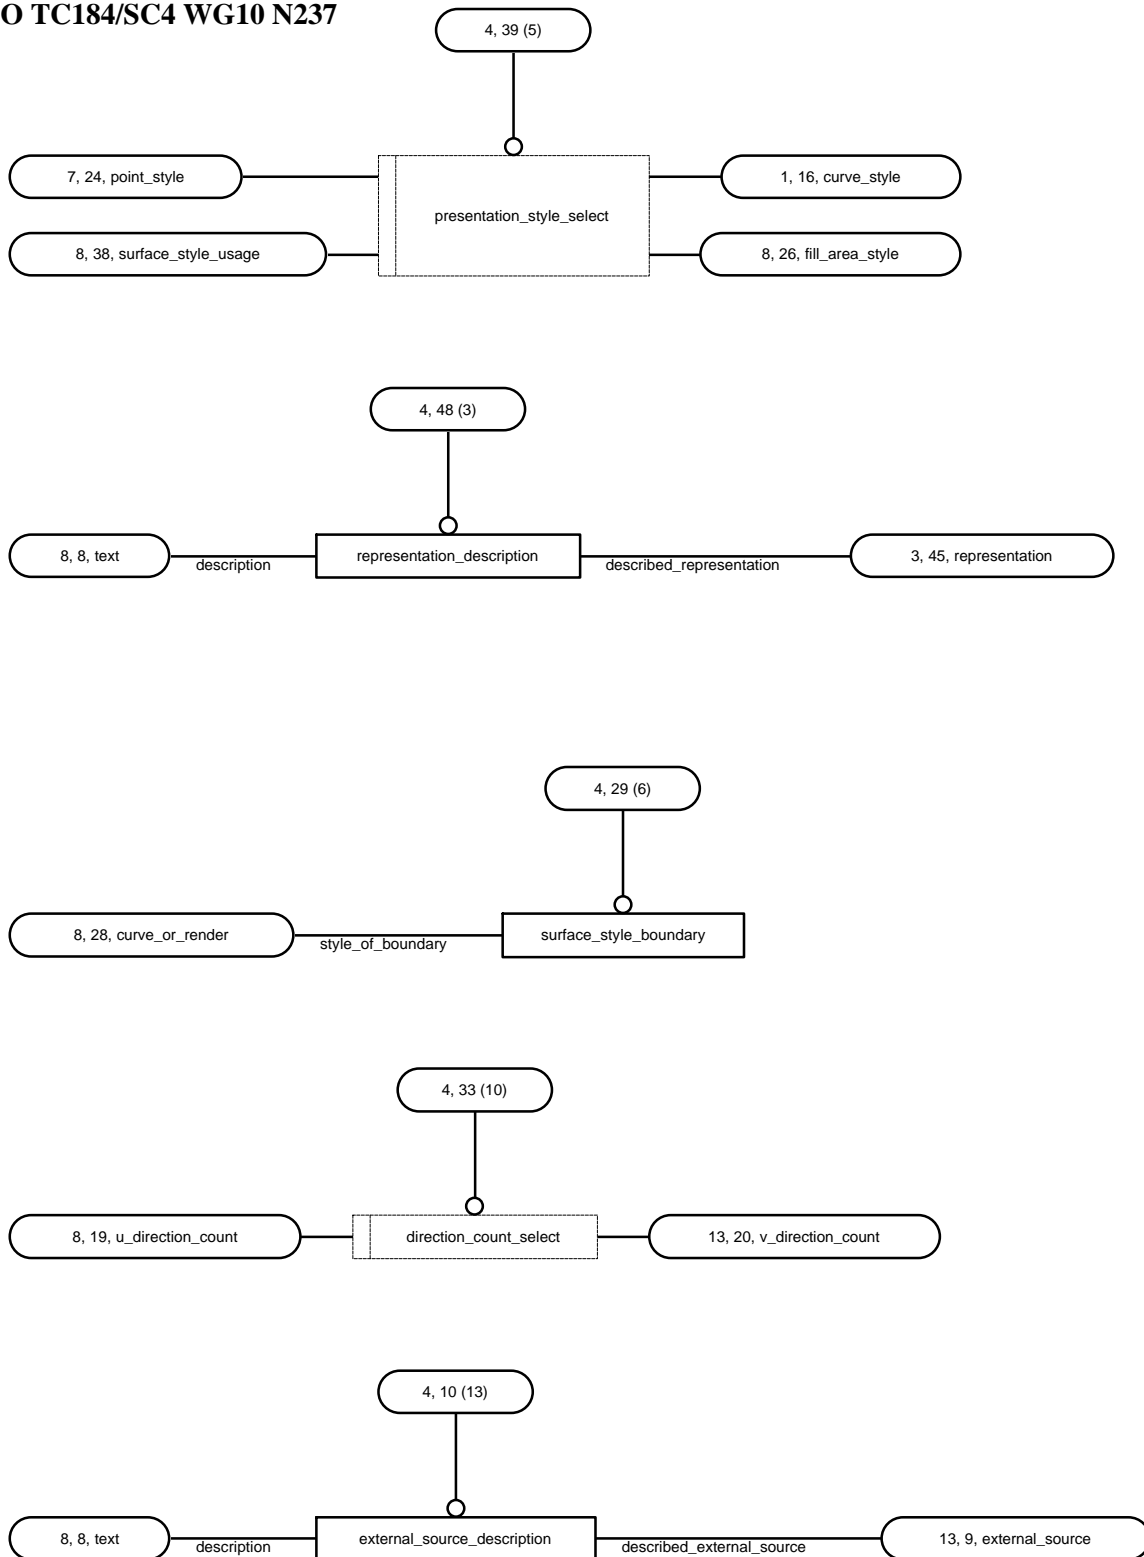 O TC184/SC4 WG10 N237
4, 39 (5)
7, 24, point_style
1, 16, curve_style
presentation_style_select
8, 38, surface_style_usage
8, 26, fill_area_style
4, 48 (3)
8, 8, text
description
representation_description
described_representation
3, 45, representation
4, 29 (6)
8, 28, curve_or_render
style_of_boundary
surface_style_boundary
4, 33 (10)
8, 19, u_direction_count
direction_count_select
13, 20, v_direction_count
4, 10 (13)
8, 8, text
description
external_source_description
described_external_source
13, 9, external_source